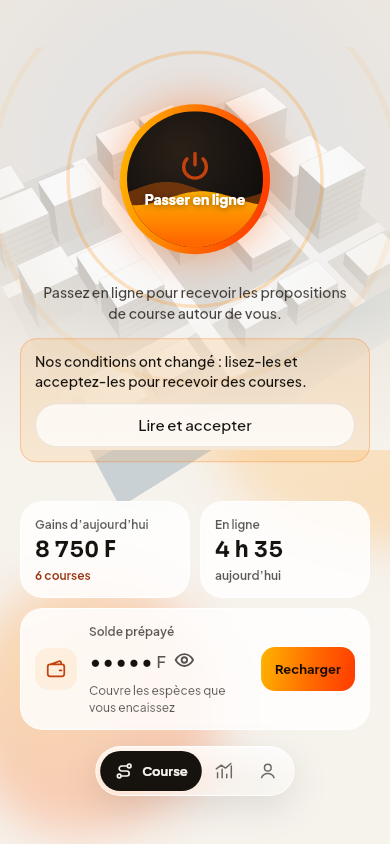 Passer en ligne
Passez en ligne pour recevoir les propositions
de course autour de vous.
Nos conditions ont changé : lisez-les et
acceptez-les pour recevoir des courses.
Lire et accepter
Gains d'aujourd'hui
8 750 F
6 courses
En ligne
4 h 35
aujourd'hui
Solde prépayé
●●●●● F
Couvre les espèces que
vous encaissez
Recharger
Course